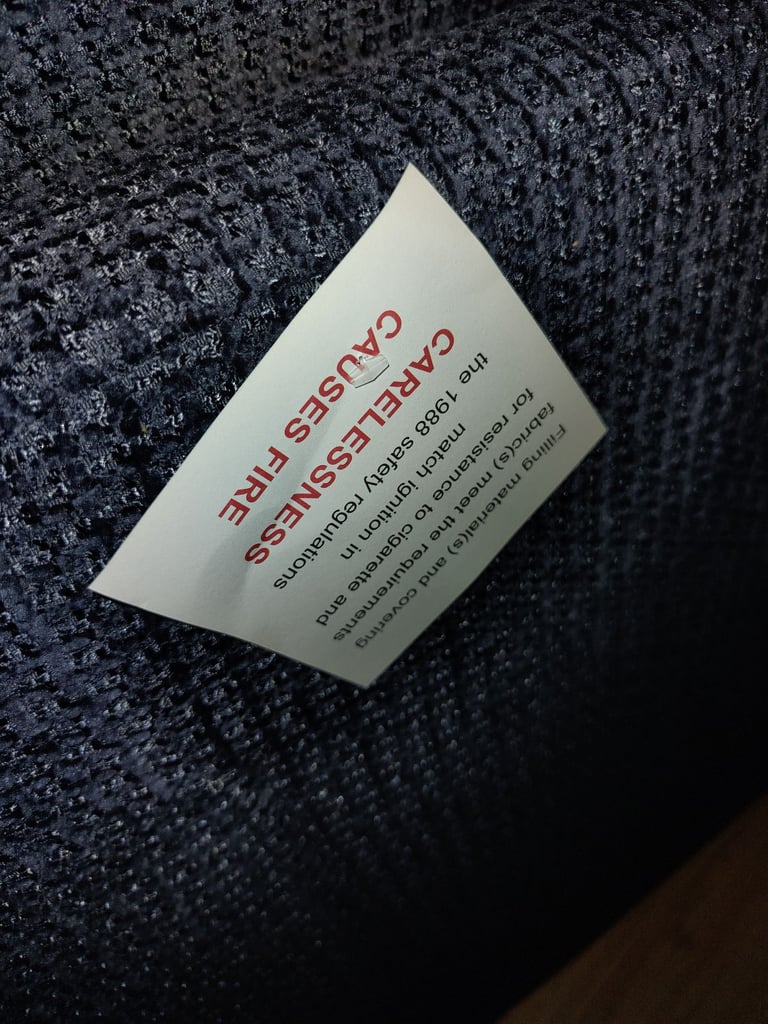 Filling material(s) and covering
fabric(s) meet the requirements
for resistance to cigarette and
match ignition in
the 1988 safety regulations
CARELESSNESS
CAUSES FIRE